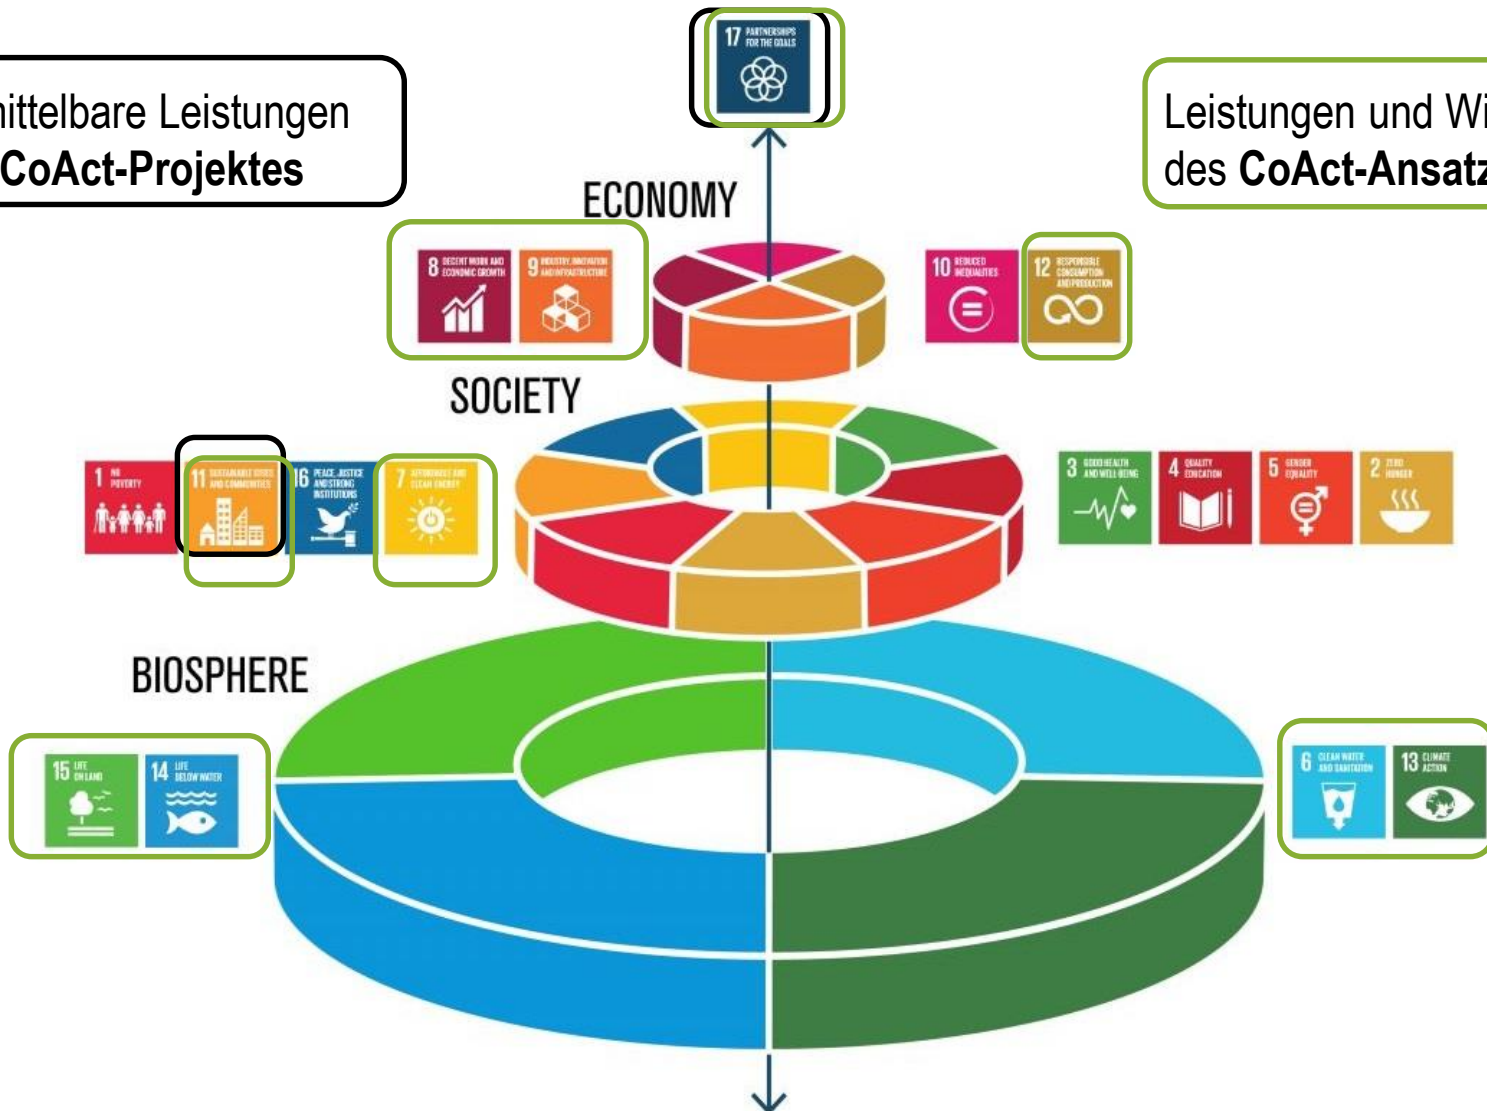 17 PARTNERSHIPS
FOR THE GOALS
mittelbare Leistungen
CoAct-Projektes
Leistungen und Wi
des CoAct-Ansatz
ECONOMY
8 DECENT WORK AND
ECONOMIC GROWTH
9 INDUSTRY, INNOVATION
AND INFRASTRUCTURE
10 REDUCED
INEQUALITIES
12 RESPONSIBLE
CONSUMPTION
AND PRODUCTION
SOCIETY
1 NO
POVERTY
11 SUSTAINABLE CITIES
AND COMMUNITIES
16 PEACE, JUSTICE
AND STRONG
INSTITUTIONS
7 AFFORDABLE AND
CLEAN ENERGY
3 GOOD HEALTH
AND WELL-BEING
4 QUALITY
EDUCATION
5 GENDER
EQUALITY
2 ZERO
HUNGER
BIOSPHERE
15 LIFE
ON LAND
14 LIFE
BELOW WATER
6 CLEAN WATER
AND SANITATION
13 CLIMATE
ACTION